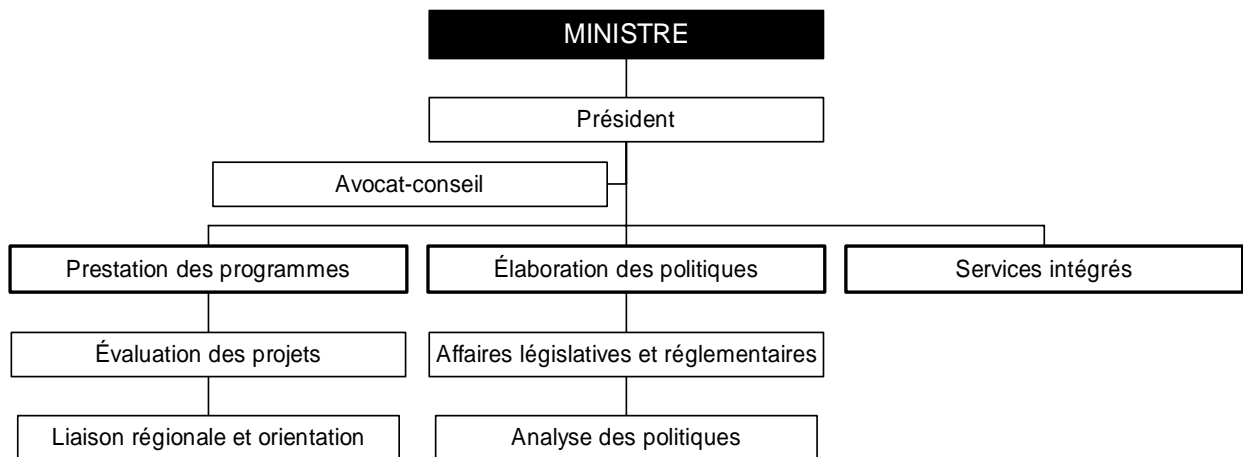 MINISTRE
Président
Avocat-conseil
Prestation des programmes
Élaboration des politiques
Services intégrés
Évaluation des projets
Affaires législatives et réglementaires
Liaison régionale et orientation
Analyse des politiques